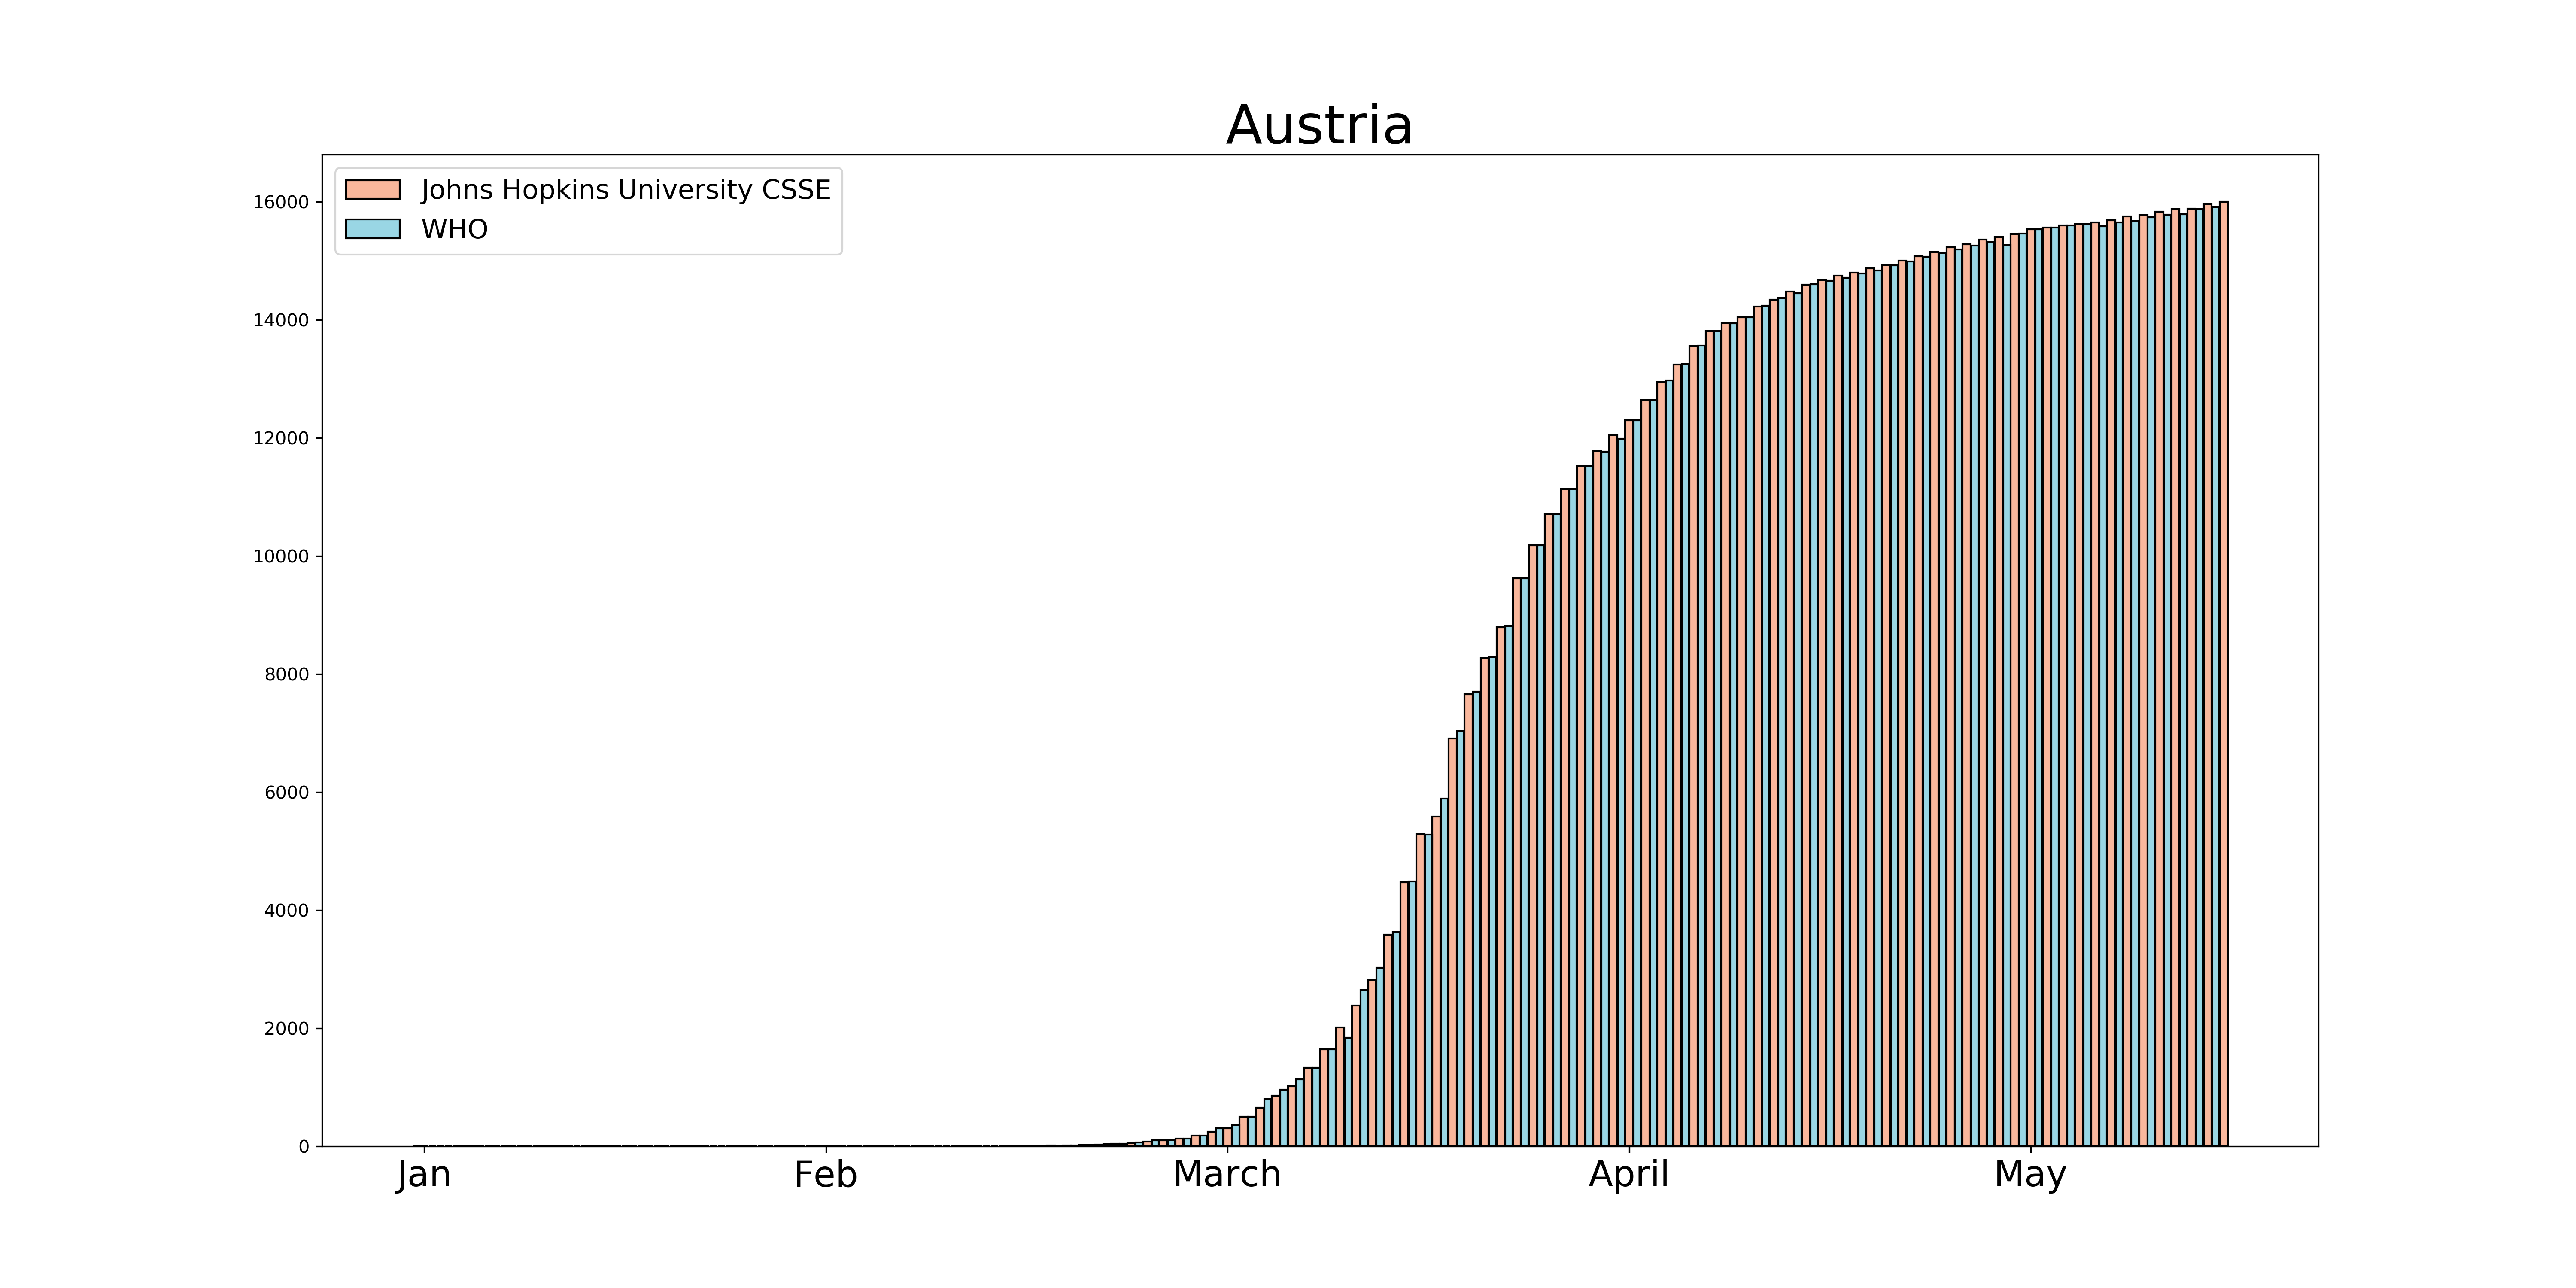 Austria
Johns Hopkins University CSSE
WHO
16000
14000
12000
10000
8000
6000
4000
2000
0
Jan Feb March April May